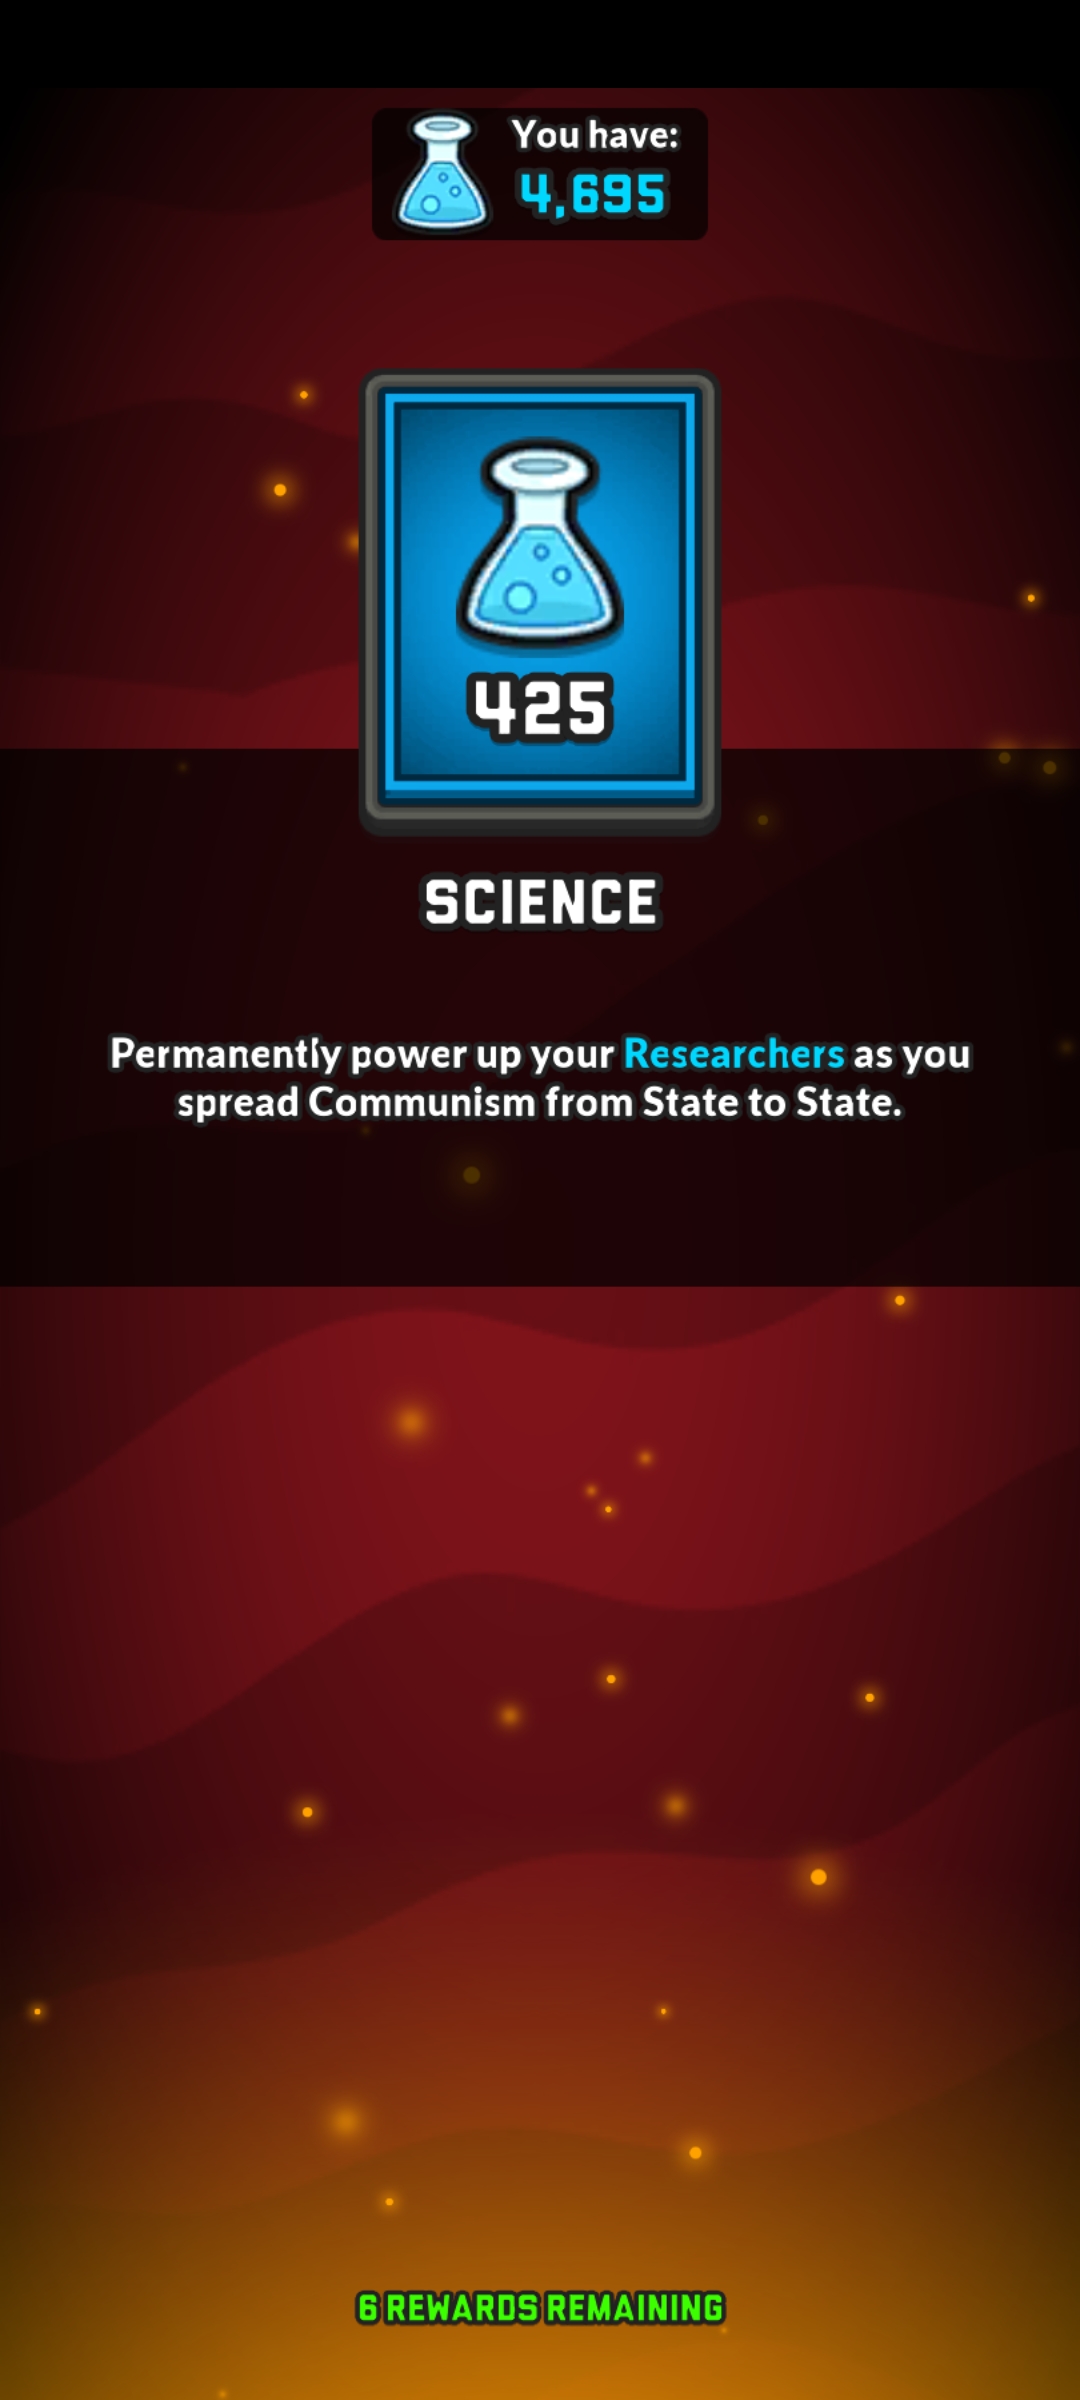 You have:
4,695
425
SCIENCE
Permanently power up your Researchers as you
spread Communism from State to State.
6 REWARDS REMAINING